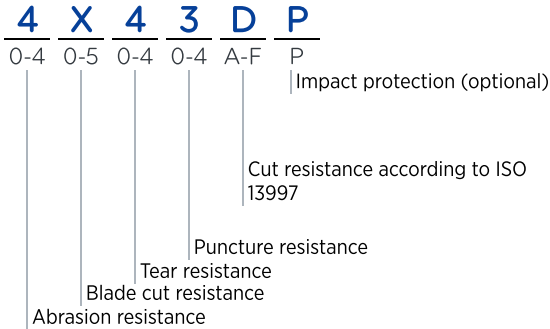 4 X 4 3 D P
0-4 0-5 0-4 0-4 A-F P
Impact protection (optional)
Cut resistance according to ISO
13997
Puncture resistance
Tear resistance
Blade cut resistance
Abrasion resistance